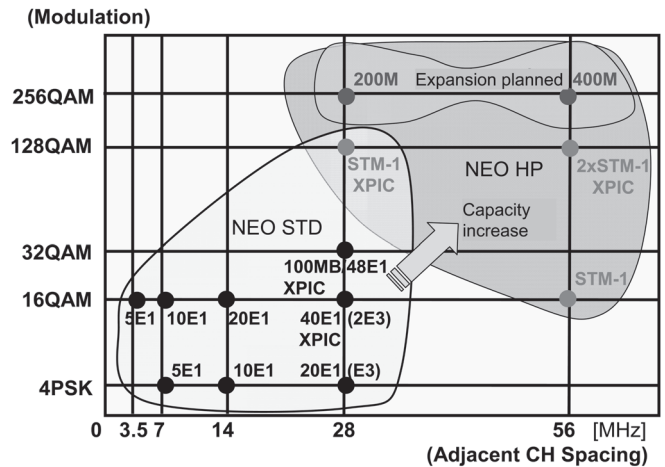 (Modulation)
200M
Expansion planned
400M
256QAM
128QAM
STM-1
XPIC
NEO HP
2xSTM-1
XPIC
NEO STD
Capacity
increase
32QAM
100MB/48E1
XPIC
STM-1
16QAM
5E1
10E1
20E1
40E1 (2E3)
XPIC
5E1
10E1
20E1 (E3)
4PSK
0
3.5
7
14
28
56
[MHz]
(Adjacent CH Spacing)